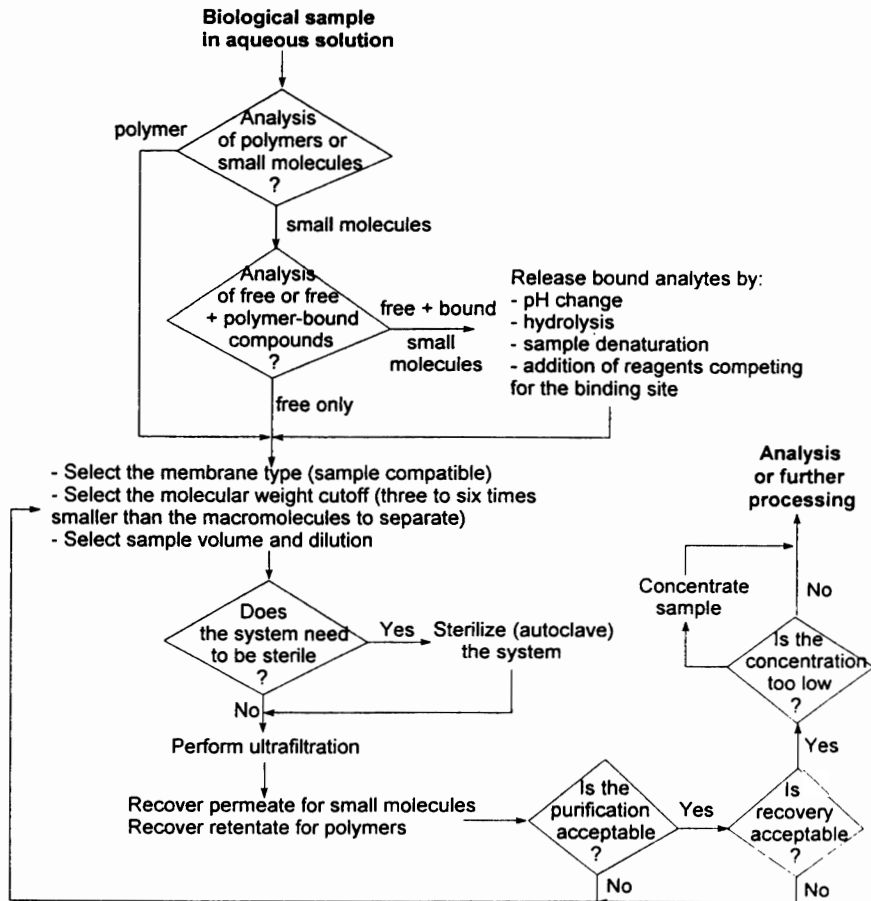 Biological sample
in aqueous solution
Analysis
of polymers or
small molecules
?
polymer
small molecules
Analysis
of free or free
+ polymer-bound
compounds
?
free + bound
small
molecules
Release bound analytes by:
- pH change
- hydrolysis
- sample denaturation
- addition of reagents competing
for the binding site
free only
- Select the membrane type (sample compatible)
- Select the molecular weight cutoff (three to six times
smaller than the macromolecules to separate)
- Select sample volume and dilution
Does
the system need
to be sterile
?
Yes
Sterilize (autoclave)
the system
No
Perform ultrafiltration
Recover permeate for small molecules
Recover retentate for polymers
Is the
purification
acceptable
?
Yes
No
Is
recovery
acceptable
?
No
Yes
Is the
concentration
too low
?
Concentrate
sample
No
Analysis
or further
processing